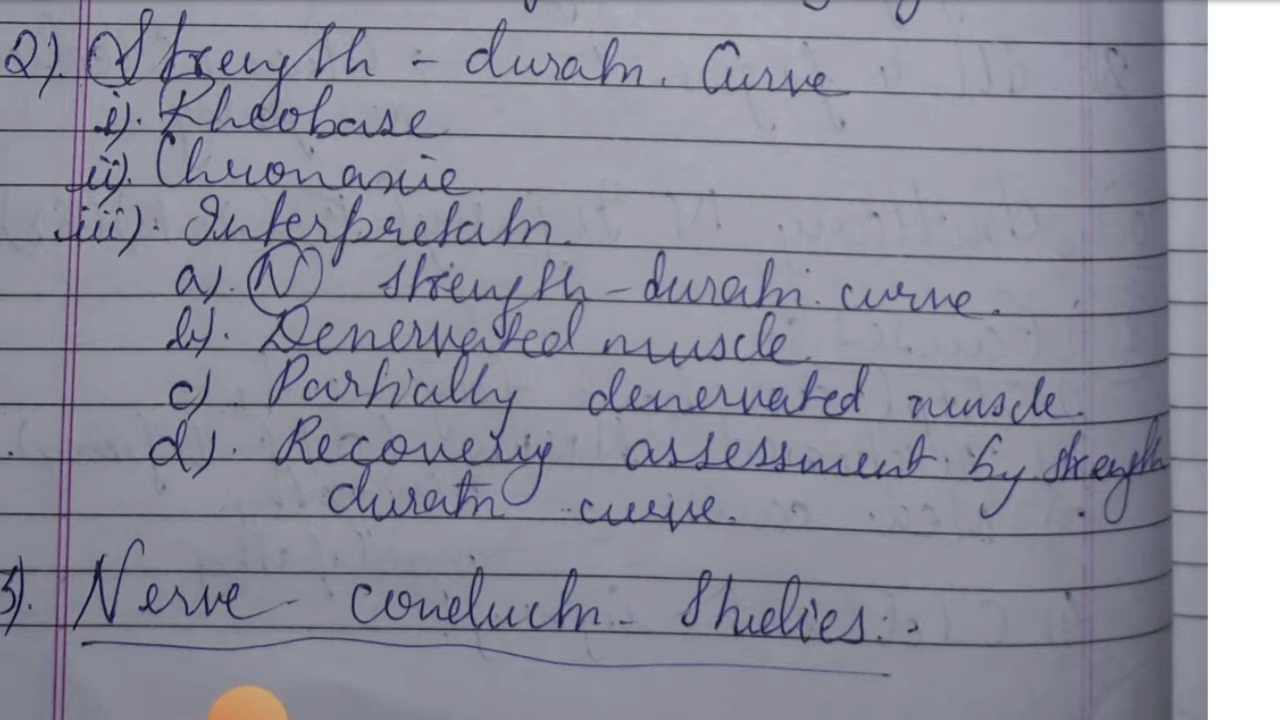 2). Strength - duratn. Curve
i). Rheobase
ii). Chronaxie
iii). Interpretatn.
a). N strength - duratn. curve.
b). Denervated muscle.
c) Partially denervated muscle.
d). Recovery assessment by strength
duratn curve.
3). Nerve conductn. Studies :-